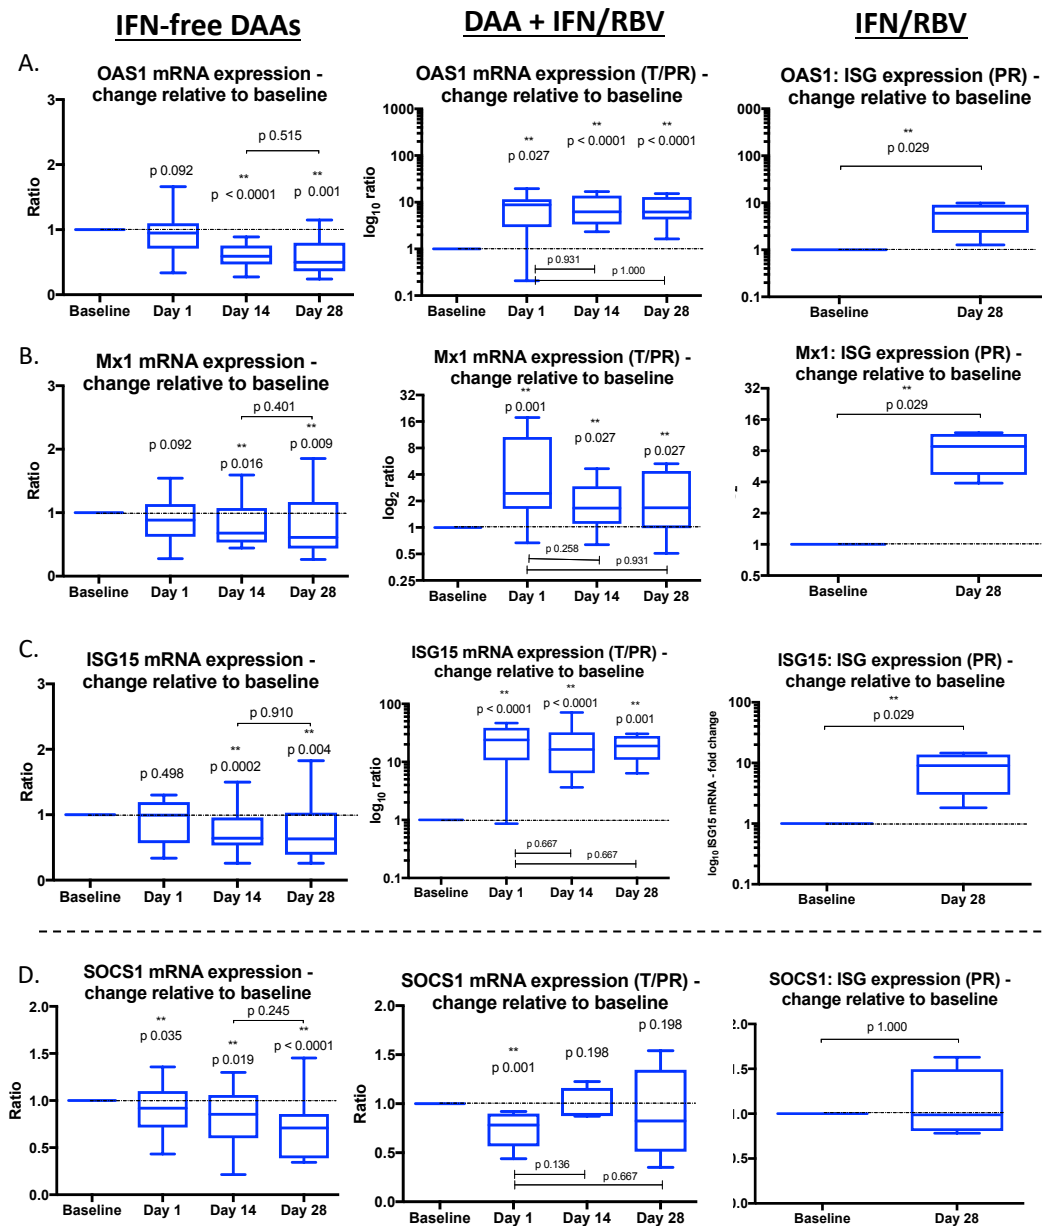 IFN-free DAAs
DAA + IFN/RBV
IFN/RBV
A.
OAS1 mRNA expression -
change relative to baseline
3
2
1
0
Ratio
p 0.515
p 0.092
**
p < 0.0001
**
p 0.001
Baseline
Day 1
Day 14
Day 28
OAS1 mRNA expression (T/PR) -
change relative to baseline
1000
100
10
1
0.1
log10 ratio
**
p 0.027
**
p < 0.0001
**
p < 0.0001
p 0.931
p 1.000
Baseline
Day 1
Day 14
Day 28
OAS1: ISG expression (PR) -
change relative to baseline
000
100
10
1
0.1
**
p 0.029
Baseline
Day 28
B.
Mx1 mRNA expression -
change relative to baseline
3
2
1
0
Ratio
p 0.401
p 0.092
**
p 0.016
**
p 0.009
Baseline
Day 1
Day 14
Day 28
Mx1 mRNA expression (T/PR) -
change relative to baseline
32
16
8
4
2
1
0.5
0.25
log2 ratio
**
p 0.001
**
p 0.027
**
p 0.027
p 0.258
p 0.931
Baseline
Day 1
Day 14
Day 28
Mx1: ISG expression (PR) -
change relative to baseline
32
16
8
4
1
0.5
**
p 0.029
Baseline
Day 28
C.
ISG15 mRNA expression -
change relative to baseline
3
2
1
0
Ratio
p 0.910
p 0.498
**
p 0.0002
**
p 0.004
Baseline
Day 1
Day 14
Day 28
ISG15 mRNA expression (T/PR) -
change relative to baseline
100
10
1
0.1
log10 ratio
**
p < 0.0001
**
p < 0.0001
**
p 0.001
p 0.667
p 0.667
Baseline
Day 1
Day 14
Day 28
ISG15: ISG expression (PR) -
change relative to baseline
100
10
1
0.1
log10 ISG15 mRNA - fold change
**
p 0.029
Baseline
Day 28
D.
SOCS1 mRNA expression -
change relative to baseline
2.0
1.5
1.0
0.5
0.0
Ratio
p 0.245
**
p 0.035
**
p 0.019
**
p < 0.0001
Baseline
Day 1
Day 14
Day 28
SOCS1 mRNA expression (T/PR) -
change relative to baseline
2.0
1.5
1.0
0.5
0.0
Ratio
**
p 0.001
p 0.198
p 0.198
p 0.136
p 0.667
Baseline
Day 1
Day 14
Day 28
SOCS1: ISG expression (PR) -
change relative to baseline
2.0
1.5
1.0
0.5
0.0
p 1.000
Baseline
Day 28